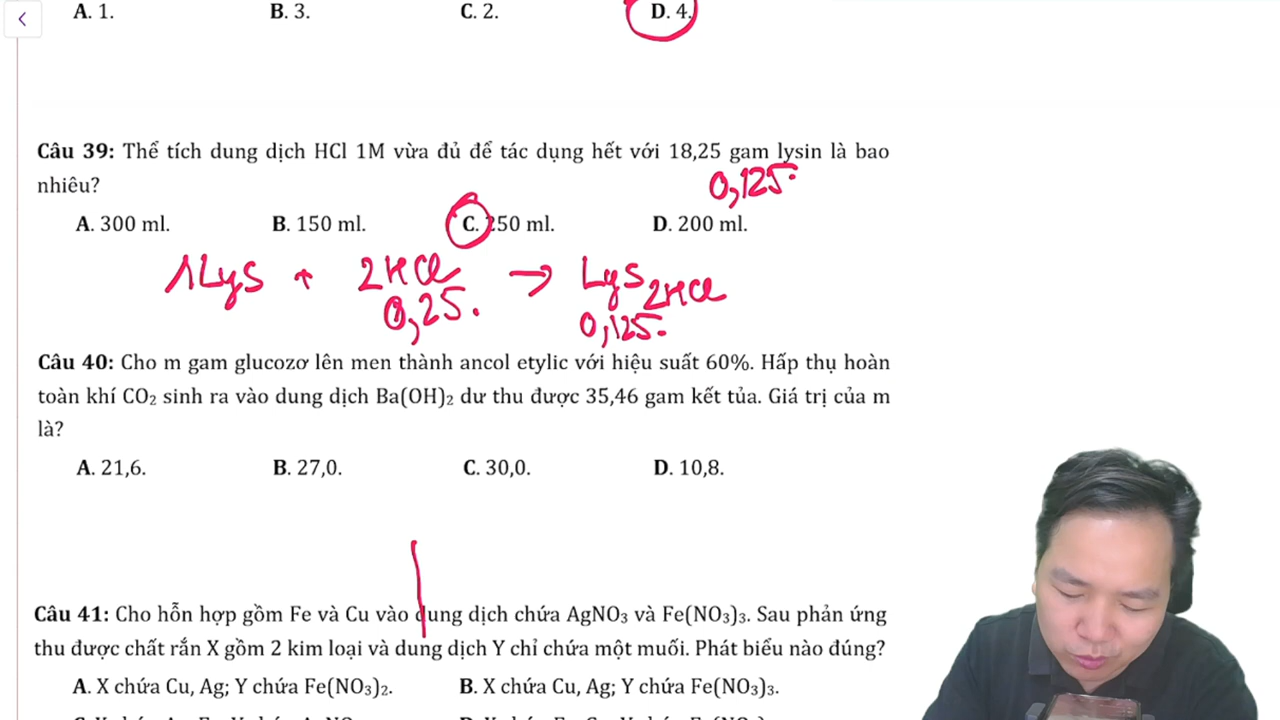 A. 1. B. 3. C. 2. D. 4.
Câu 39: Thể tích dung dịch HCl 1M vừa đủ để tác dụng hết với 18,25 gam lysin là bao
nhiêu?
0,125
A. 300 ml. B. 150 ml. C. 250 ml. D. 200 ml.
1Lys + 2HCl → Lys2HCl
0,25. 0,125.
Câu 40: Cho m gam glucozơ lên men thành ancol etylic với hiệu suất 60%. Hấp thụ hoàn
toàn khí CO₂ sinh ra vào dung dịch Ba(OH)₂ dư thu được 35,46 gam kết tủa. Giá trị của m
là?
A. 21,6. B. 27,0. C. 30,0. D. 10,8.
Câu 41: Cho hỗn hợp gồm Fe và Cu vào dung dịch chứa AgNO₃ và Fe(NO₃)₃. Sau phản ứng
thu được chất rắn X gồm 2 kim loại và dung dịch Y chỉ chứa một muối. Phát biểu nào đúng?
A. X chứa Cu, Ag; Y chứa Fe(NO₃)₂. B. X chứa Cu, Ag; Y chứa Fe(NO₃)₃.